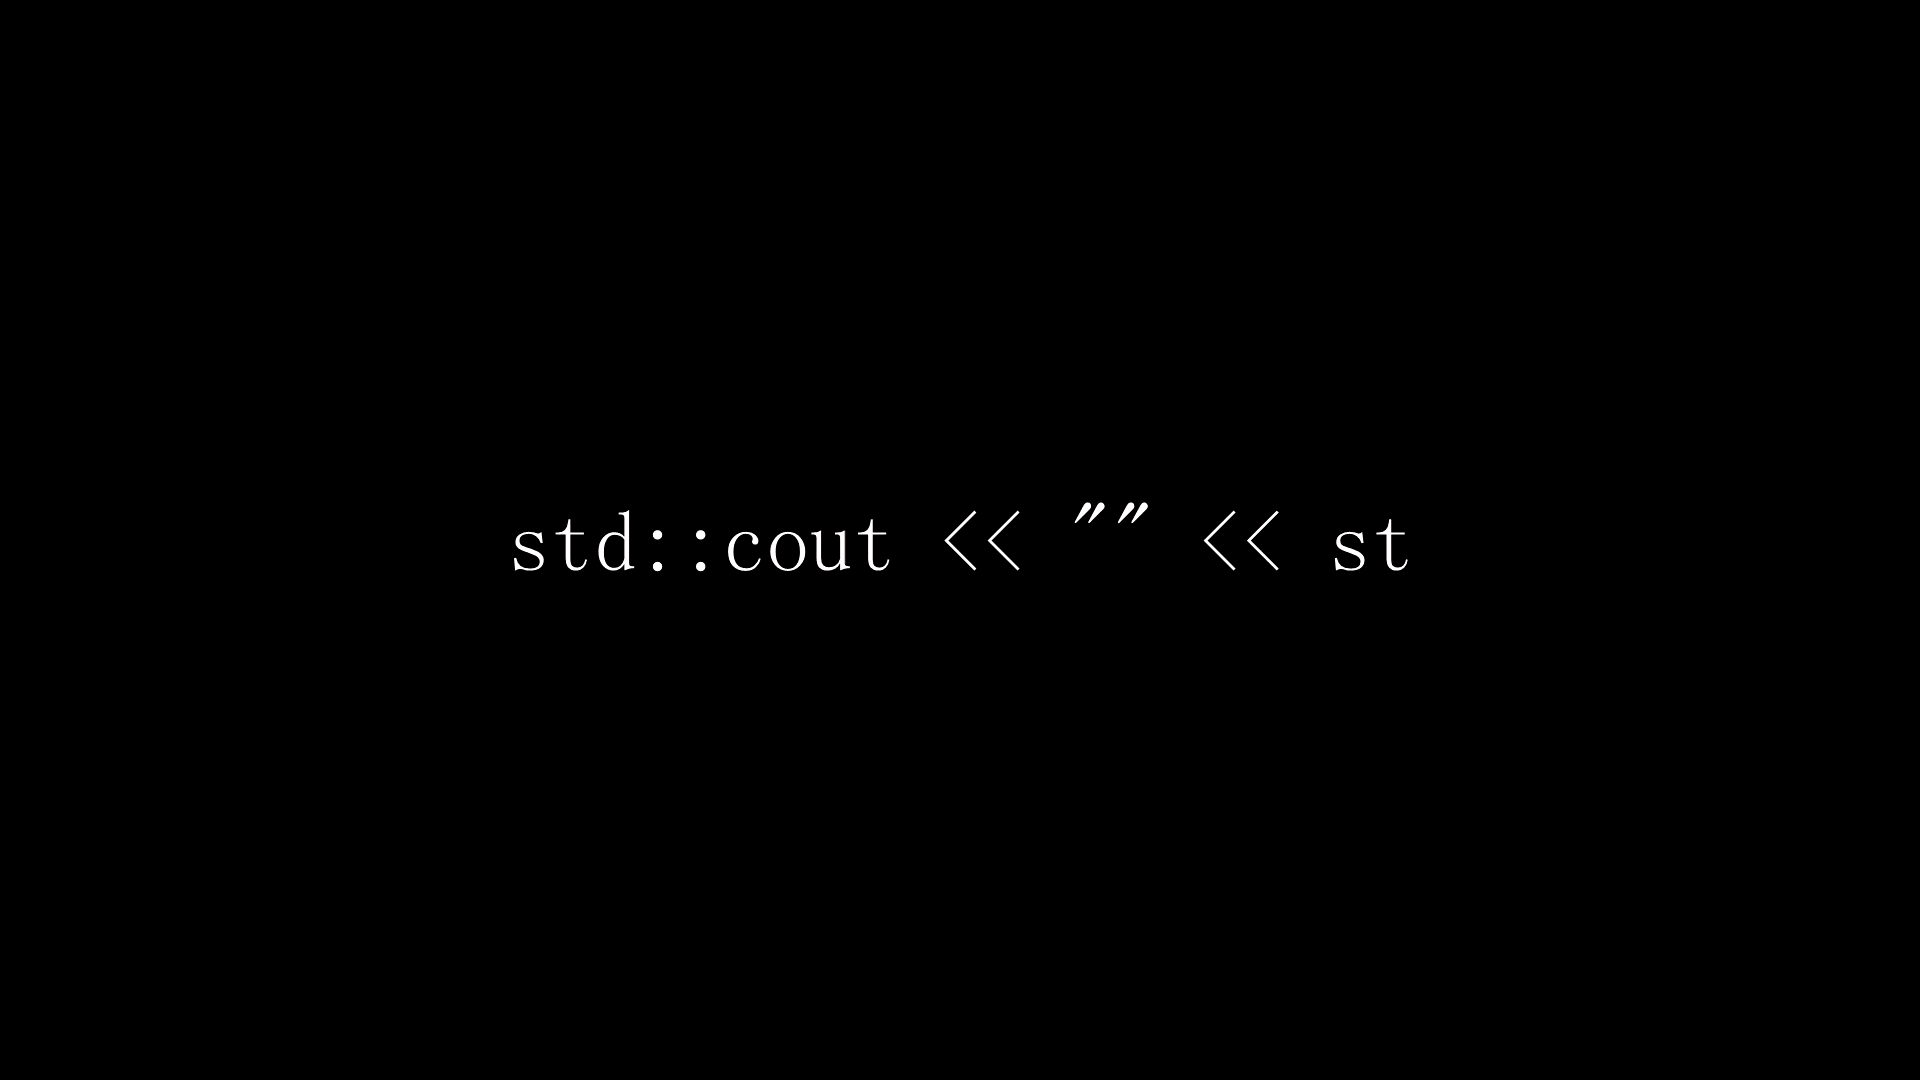 std::cout << "" << st